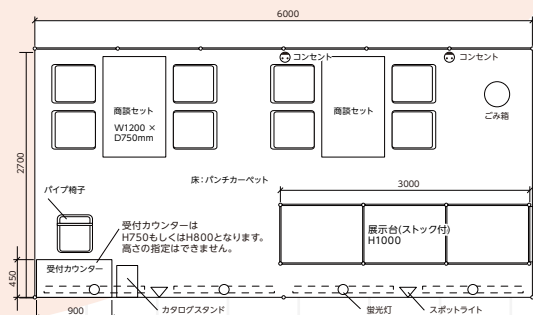 6000
コンセント
コンセント
商談セット
W1200 ×
D750mm
商談セット
ごみ箱
2700
床：パンチカーペット
3000
パイプ椅子
受付カウンターは
H750もしくはH800となります。
高さの指定はできません。
展示台(ストック付)
H1000
受付カウンター
450
900
カタログスタンド
蛍光灯
スポットライト